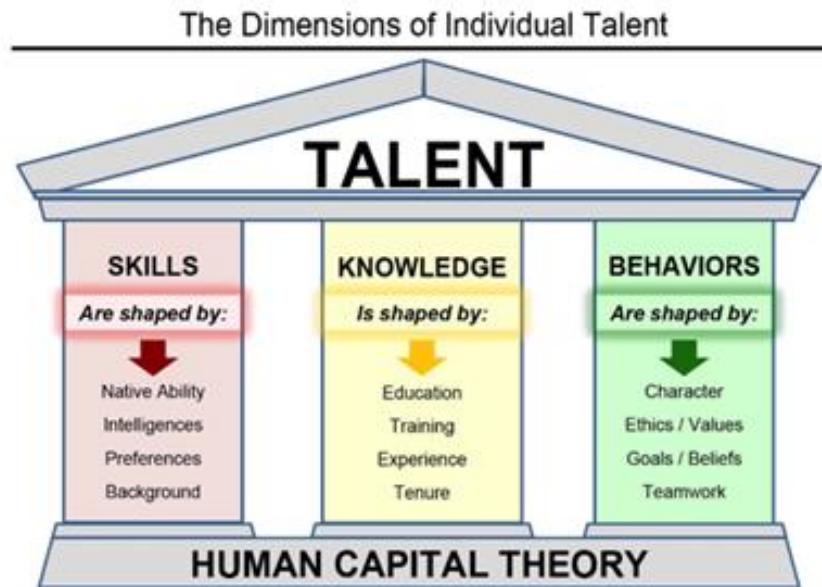 The Dimensions of Individual Talent
TALENT
SKILLS
Are shaped by:
Native Ability
Intelligences
Preferences
Background
KNOWLEDGE
Is shaped by:
Education
Training
Experience
Tenure
BEHAVIORS
Are shaped by:
Character
Ethics / Values
Goals / Beliefs
Teamwork
HUMAN CAPITAL THEORY